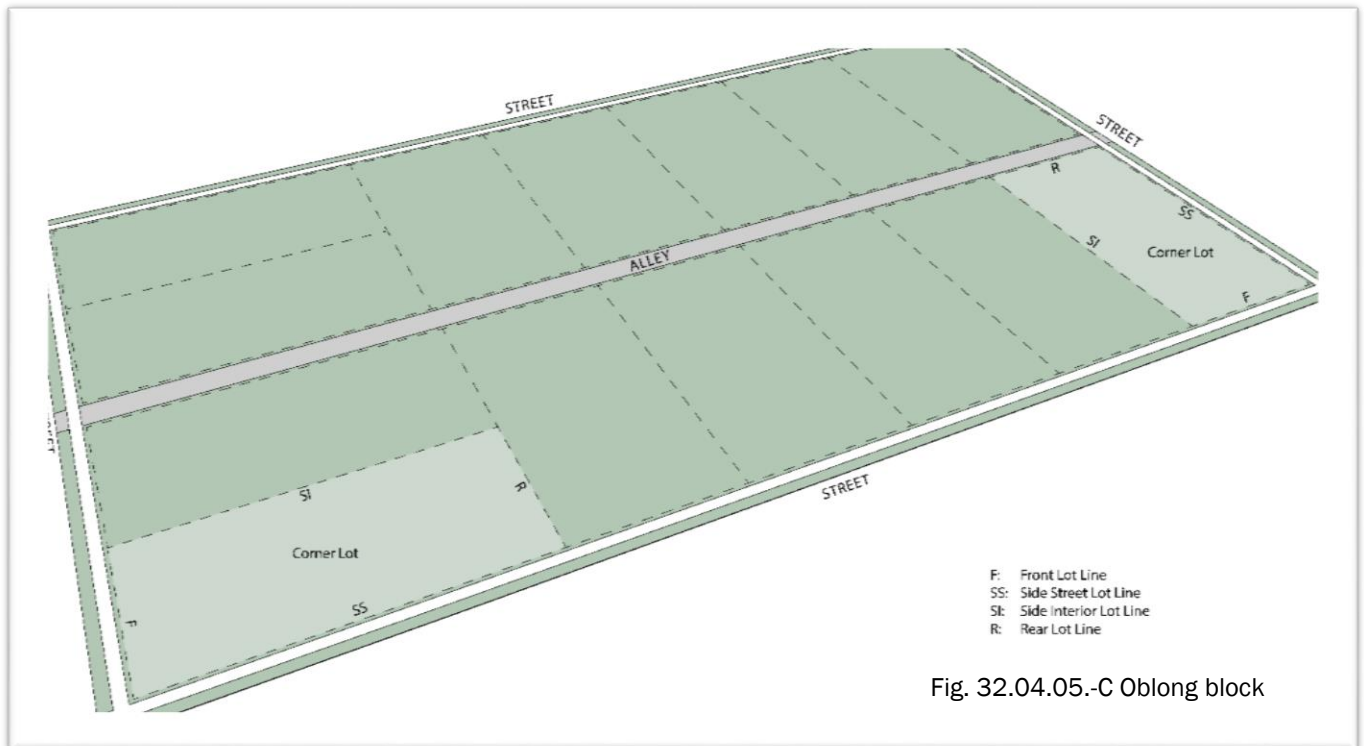 STREET
STREET
R
SS
SI
Corner Lot
ALLEY
F
SI
R
STREET
Corner Lot
SS
F
F: Front Lot Line
SS: Side Street Lot Line
SI: Side Interior Lot Line
R: Rear Lot Line
Fig. 32.04.05.-C Oblong block